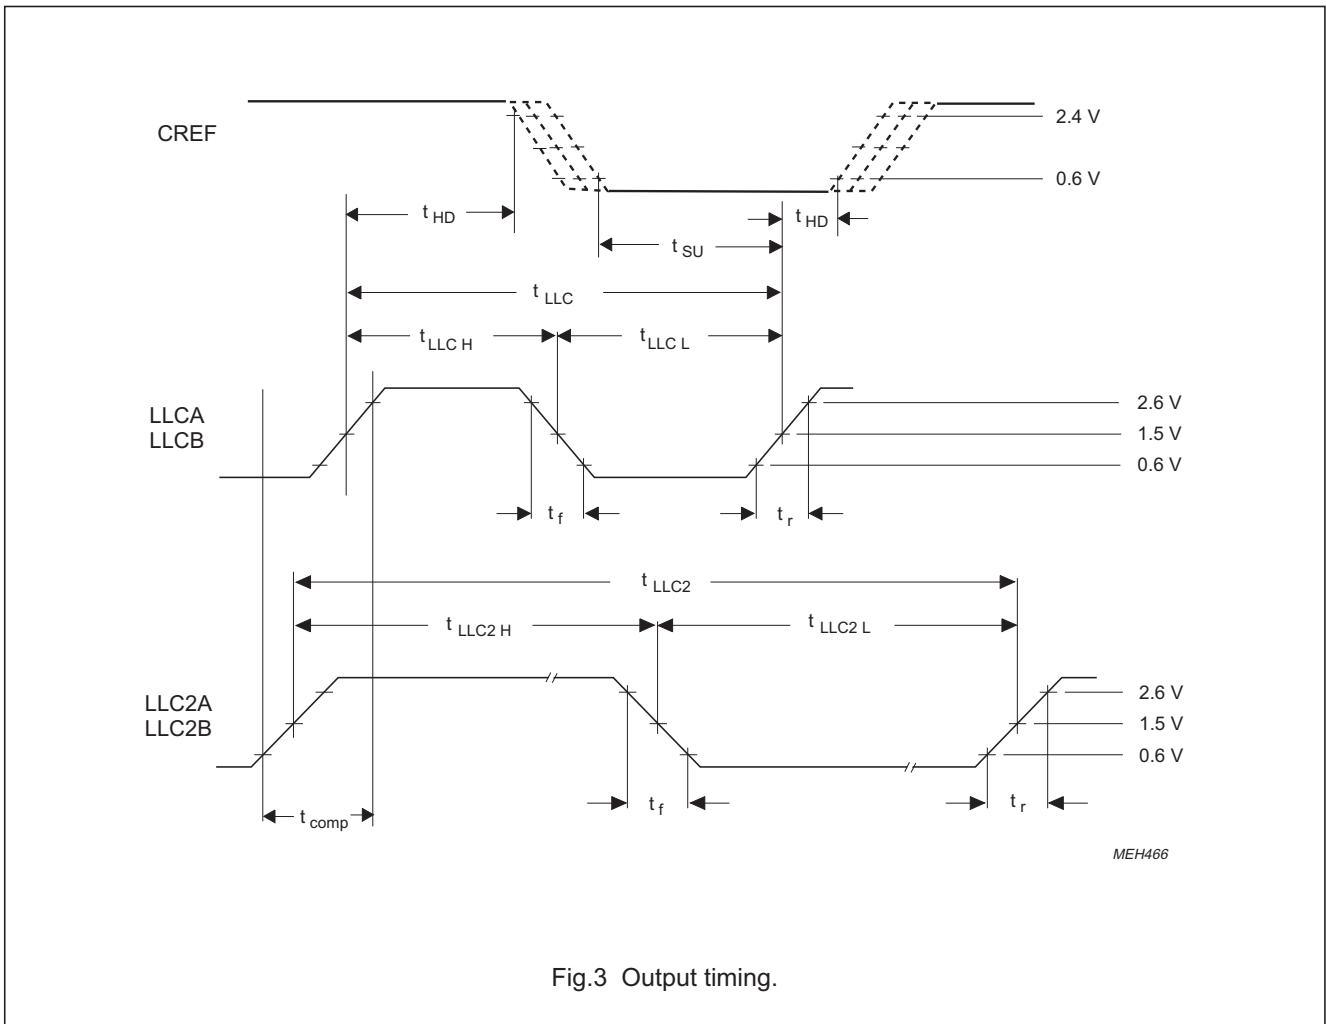 CREF
2.4 V
0.6 V
t HD
t HD
t SU
t LLC
t LLC H
t LLC L
LLCA
LLCB
2.6 V
1.5 V
0.6 V
t f
t r
t LLC2
t LLC2 H
t LLC2 L
LLC2A
LLC2B
2.6 V
1.5 V
0.6 V
t comp
t f
t r
MEH466
Fig.3 Output timing.